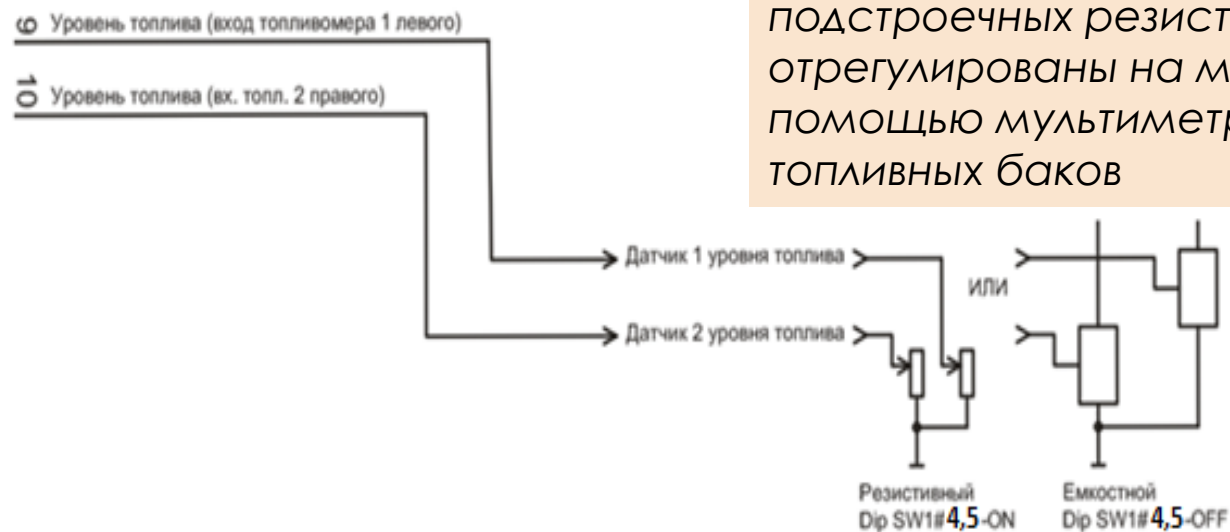 подстроечных
отрегулированы на
помощью
топливных баков
9 Уровень топлива (вход топливомера 1 левого)
10 Уровень топлива (вх. топл. 2 правого)
Датчик 1 уровня топлива
ИЛИ
Датчик 2 уровня топлива
Резистивный
Dip SW1#4,5-ON
Емкостной
Dip SW1#4,5-OFF